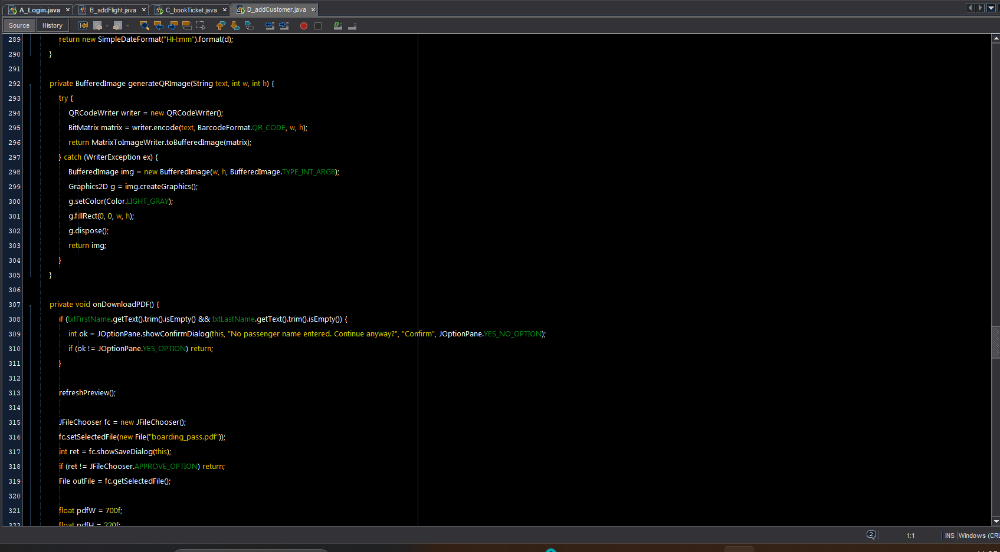 A_Login.java × B_addFlight.java × C_bookTicket.java × D_addCustomer.java ×
Source History
289 return new SimpleDateFormat("HH:mm").format(d);
290 }
291
292 private BufferedImage generateQRImage(String text, int w, int h) {
293 try {
294 QRCodeWriter writer = new QRCodeWriter();
295 BitMatrix matrix = writer.encode(text, BarcodeFormat.QR_CODE, w, h);
296 return MatrixToImageWriter.toBufferedImage(matrix);
297 } catch (WriterException ex) {
298 BufferedImage img = new BufferedImage(w, h, BufferedImage.TYPE_INT_ARGB);
299 Graphics2D g = img.createGraphics();
300 g.setColor(Color.LIGHT_GRAY);
301 g.fillRect(0, 0, w, h);
302 g.dispose();
303 return img;
304 }
305 }
306
307 private void onDownloadPDF() {
308 if (txtFirstName.getText().trim().isEmpty() && txtLastName.getText().trim().isEmpty()) {
309 int ok = JOptionPane.showConfirmDialog(this, "No passenger name entered. Continue anyway?", "Confirm", JOptionPane.YES_NO_OPTION);
310 if (ok != JOptionPane.YES_OPTION) return;
311 }
312
313 refreshPreview();
314
315 JFileChooser fc = new JFileChooser();
316 fc.setSelectedFile(new File("boarding_pass.pdf"));
317 int ret = fc.showSaveDialog(this);
318 if (ret != JFileChooser.APPROVE_OPTION) return;
319 File outFile = fc.getSelectedFile();
320
321 float pdfW = 700f;
322 float pdfH = 220f;
2 1:1 INS Windows (CRL